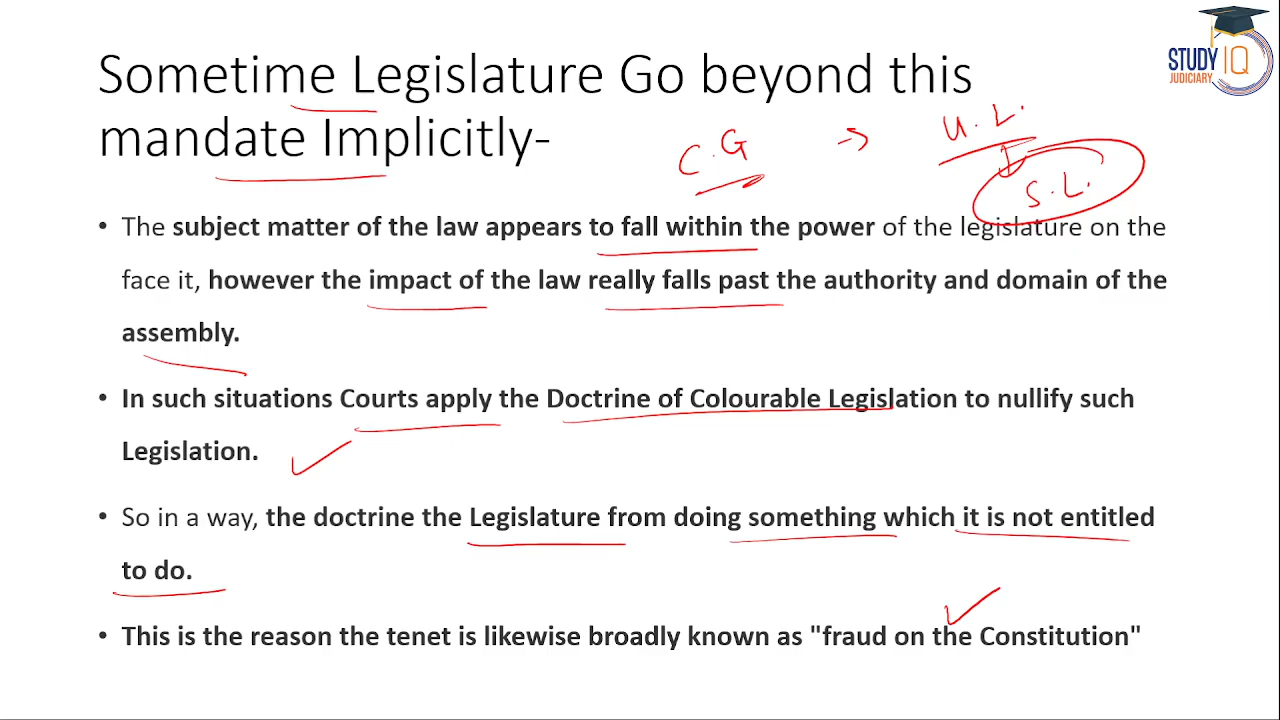 STUDY IQ
JUDICIARY
Sometime Legislature Go beyond this
mandate Implicitly-
C.G → U.L.
S.L.
• The subject matter of the law appears to fall within the power of the legislature on the
face it, however the impact of the law really falls past the authority and domain of the
assembly.
• In such situations Courts apply the Doctrine of Colourable Legislation to nullify such
Legislation.
• So in a way, the doctrine the Legislature from doing something which it is not entitled
to do.
• This is the reason the tenet is likewise broadly known as "fraud on the Constitution"